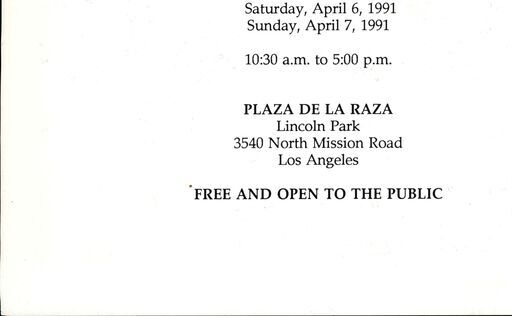 Saturday, April 6, 1991
Sunday, April 7, 1991
10:30 a.m. to 5:00 p.m.
PLAZA DE LA RAZA
Lincoln Park
3540 North Mission Road
Los Angeles
FREE AND OPEN TO THE PUBLIC